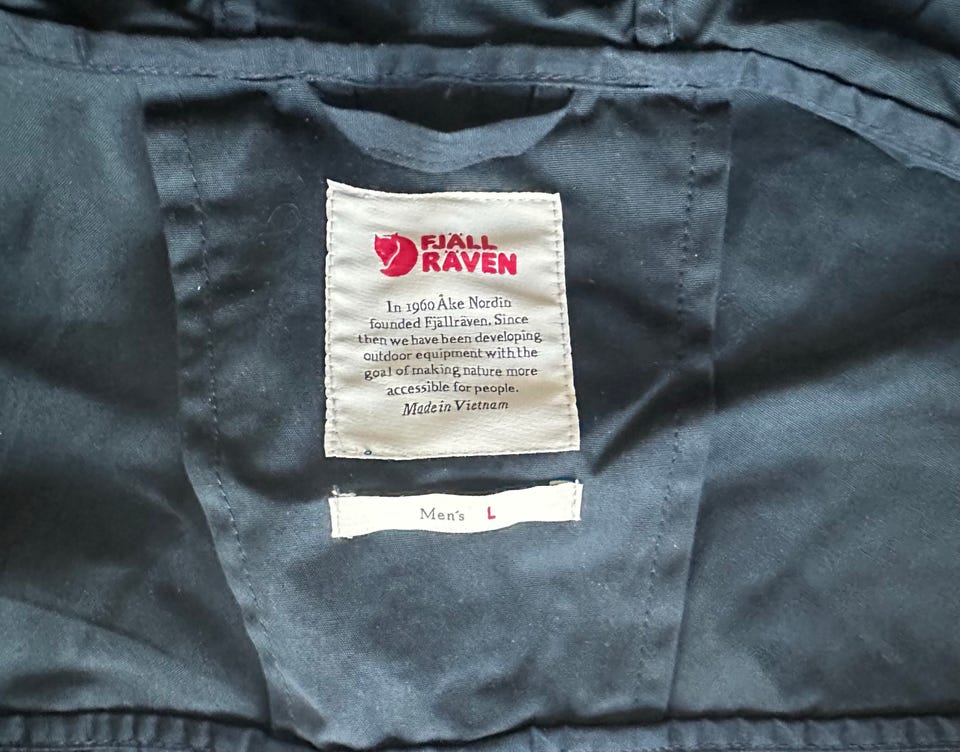 FJÄLL
RÄVEN
In 1960 Åke Nordin
founded Fjällräven. Since
then we have been developing
outdoor equipment with the
goal of making nature more
accessible for people.
Made in Vietnam
Men's L